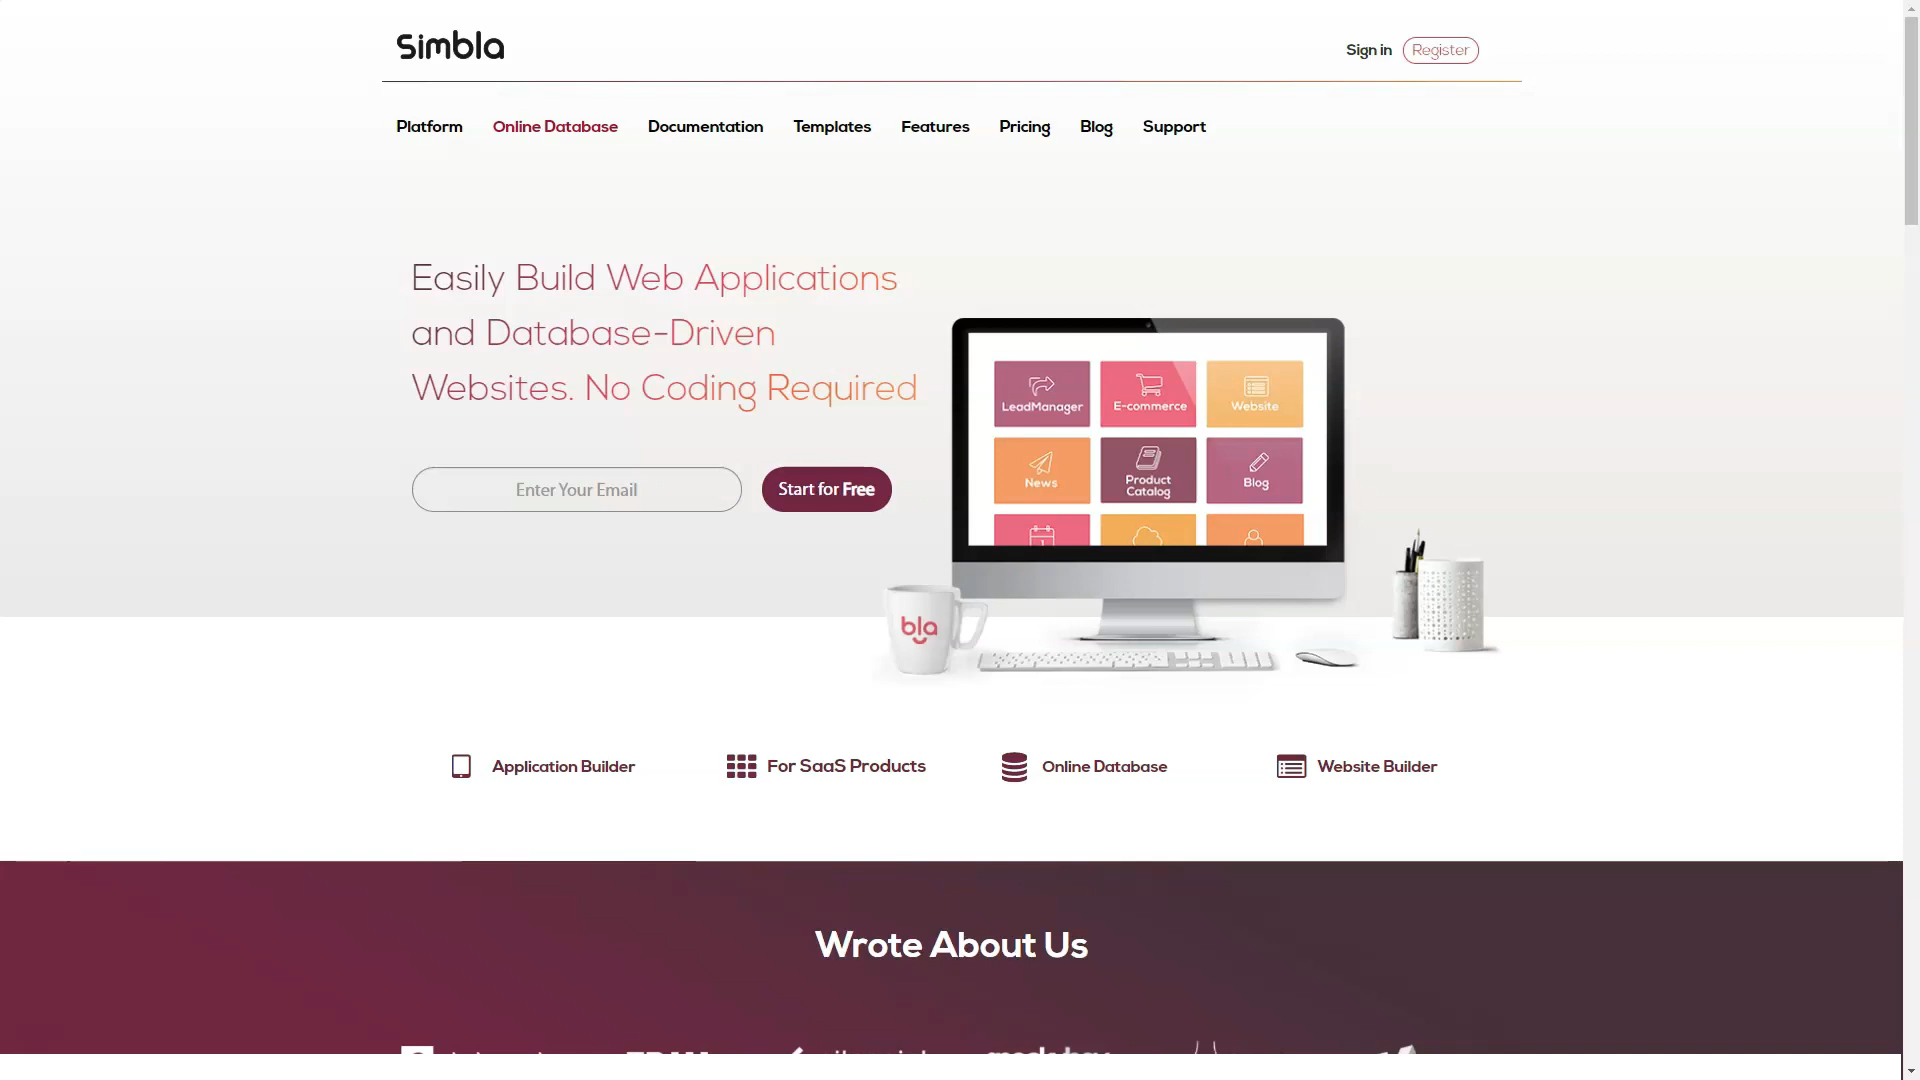 Simbla
Sign in Register
Platform Online Database Documentation Templates Features Pricing Blog Support
Easily Build Web Applications
and Database-Driven
Websites. No Coding Required
Enter Your Email
Start for Free
LeadManager E-commerce Website
News Product Catalog Blog
1
bla
Application Builder For SaaS Products Online Database Website Builder
Wrote About Us